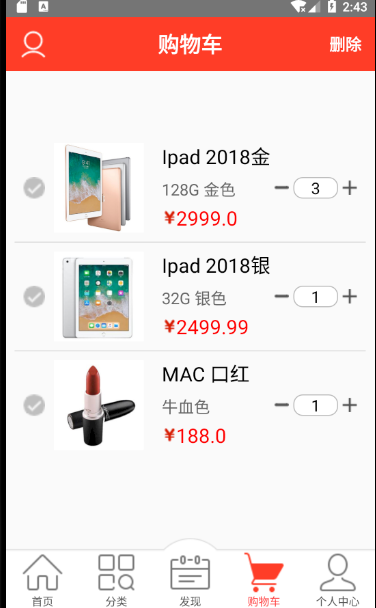 A 2:43
购物车 删除
Ipad 2018金
128G 金色 3
¥2999.0
Ipad 2018银
32G 银色 1
¥2499.99
MAC 口红
牛血色 1
¥188.0
首页 分类 发现 购物车 个人中心